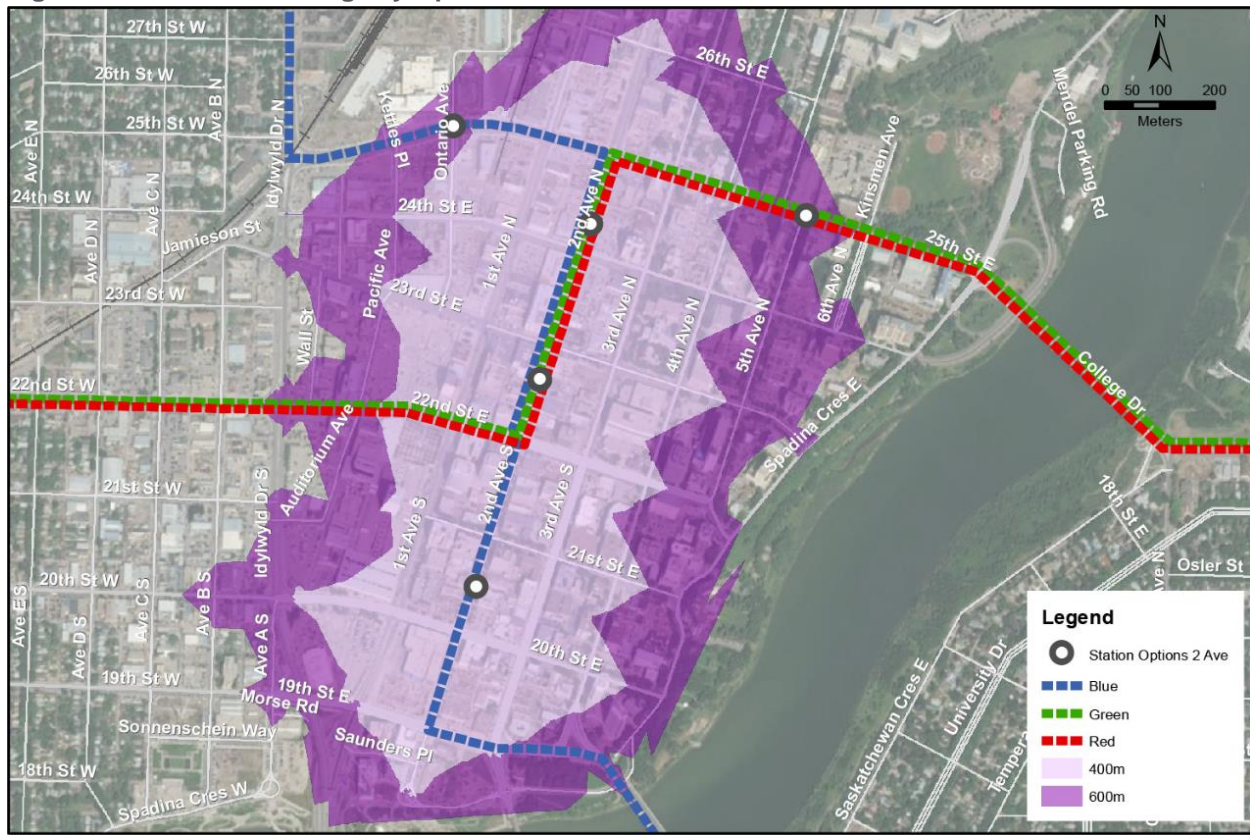 27th St W
26th St W
25th St W
24th St W
Jamieson St
23rd St W
22nd St W
21st St W
20th St W
19th St W
Sonnenschein Way
18th St W
Spadina Cres W
Ave E N
Ave D N
Ave C N
Ave B N
Idylwyld Dr N
Wall St
Pacific Ave
Kettles Pl
Ontario Ave
Auditorium Ave
Idylwyld Dr S
Ave E S
Ave D S
Ave C S
Ave B S
Ave A S
26th St E
24th St E
1st Ave N
2nd Ave N
23rd St E
3rd Ave N
4th Ave N
5th Ave N
6th Ave N
Kinsmen Ave
25th St E
Mendel Parking Rd
22nd St E
1st Ave S
2nd Ave S
3rd Ave S
21st St E
20th St E
19th St E
Morse Rd
Saunders Pl
Spadina Cres E
College Dr
18th St E
Osler St
University Dr
Saskatchewan Cres E
N
0 50 100 200
Meters
Legend
Station Options 2 Ave
Blue
Green
Red
400m
600m